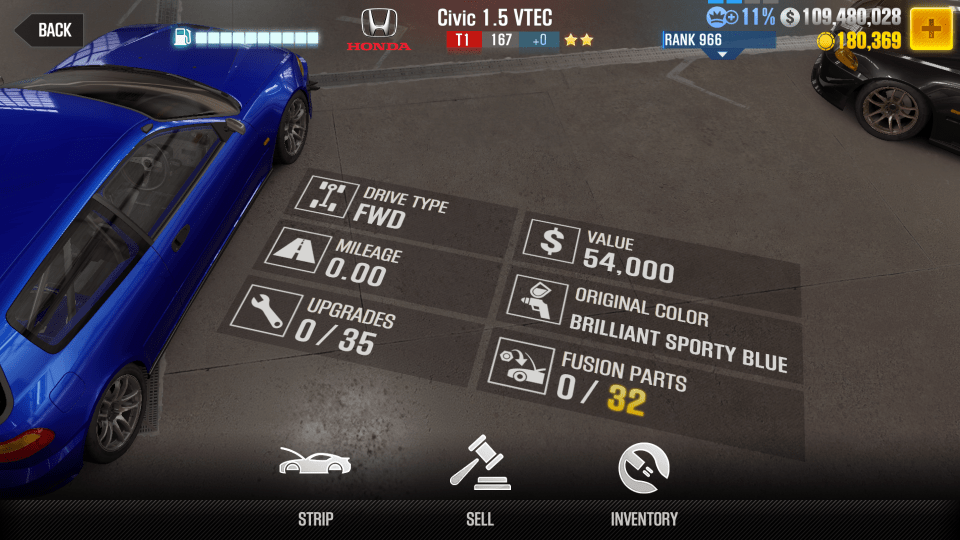 BACK
HONDA
Civic 1.5 VTEC
T1 167 +0
11% $ 109,480,028
RANK 966
180,369
DRIVE TYPE
FWD
MILEAGE
0.00
UPGRADES
0 / 35
$ VALUE
54,000
ORIGINAL COLOR
BRILLIANT SPORTY BLUE
FUSION PARTS
0 / 32
STRIP
SELL
INVENTORY